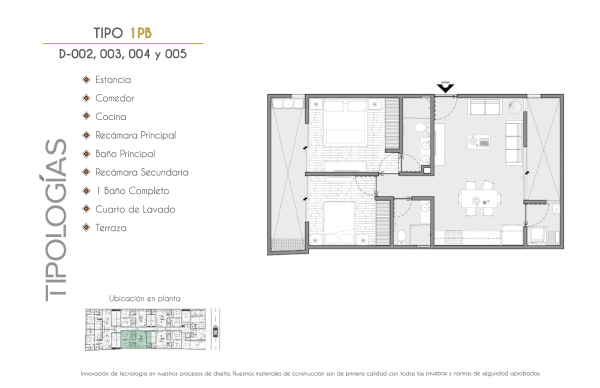 TIPO 1PB
D-002, 003, 004 y 005
TIPOLOGÍAS
Estancia
Comedor
Cocina
Recámara Principal
Baño Principal
Recámara Secundaria
1 Baño Completo
Cuarto de Lavado
Terraza
Ubicación en planta
Innovación de tecnología en nuestros procesos de diseño. Nuestros materiales de construcción son de primera calidad con todas las pruebas y normas de seguridad aprobadas.